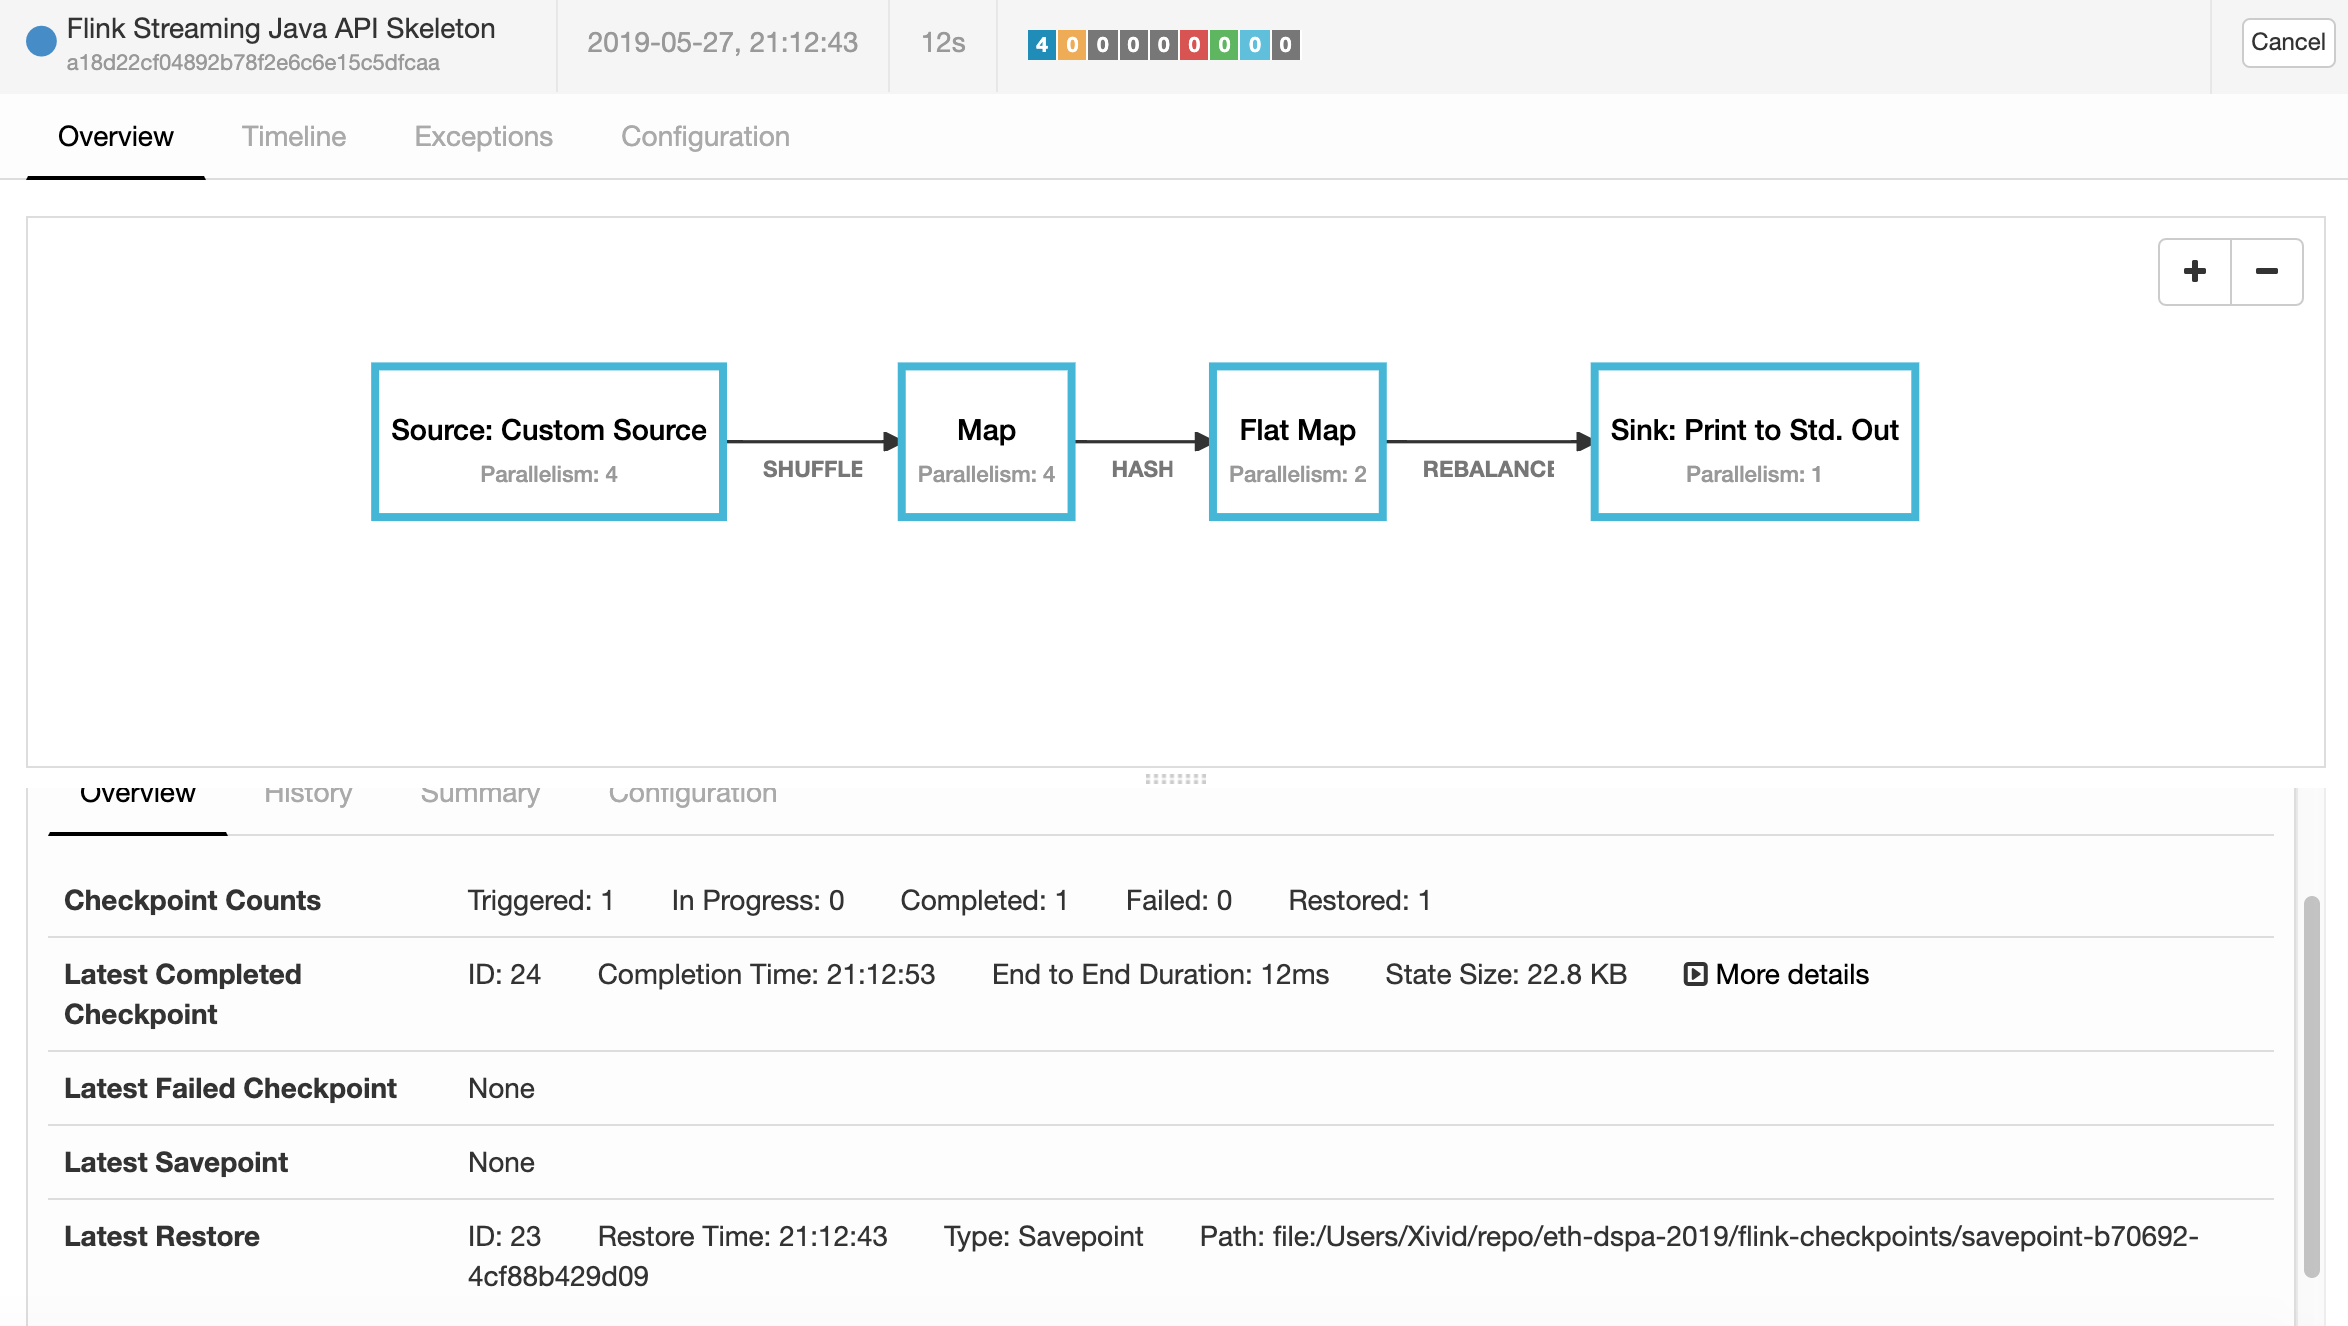 Flink Streaming Java API Skeleton
a18d22cf04892b78f2e6c6e15c5dfcaa
2019-05-27, 21:12:43
12s
4 0 0 0 0 0 0 0 0
Cancel
Overview Timeline Exceptions Configuration
+ −
Source: Custom Source
Parallelism: 4
SHUFFLE
Map
Parallelism: 4
HASH
Flat Map
Parallelism: 2
REBALANCE
Sink: Print to Std. Out
Parallelism: 1
Overview History Summary Configuration
Checkpoint Counts Triggered: 1 In Progress: 0 Completed: 1 Failed: 0 Restored: 1
Latest Completed
Checkpoint
ID: 24 Completion Time: 21:12:53 End to End Duration: 12ms State Size: 22.8 KB More details
Latest Failed Checkpoint None
Latest Savepoint None
Latest Restore ID: 23 Restore Time: 21:12:43 Type: Savepoint Path: file:/Users/Xivid/repo/eth-dspa-2019/flink-checkpoints/savepoint-b70692-
4cf88b429d09